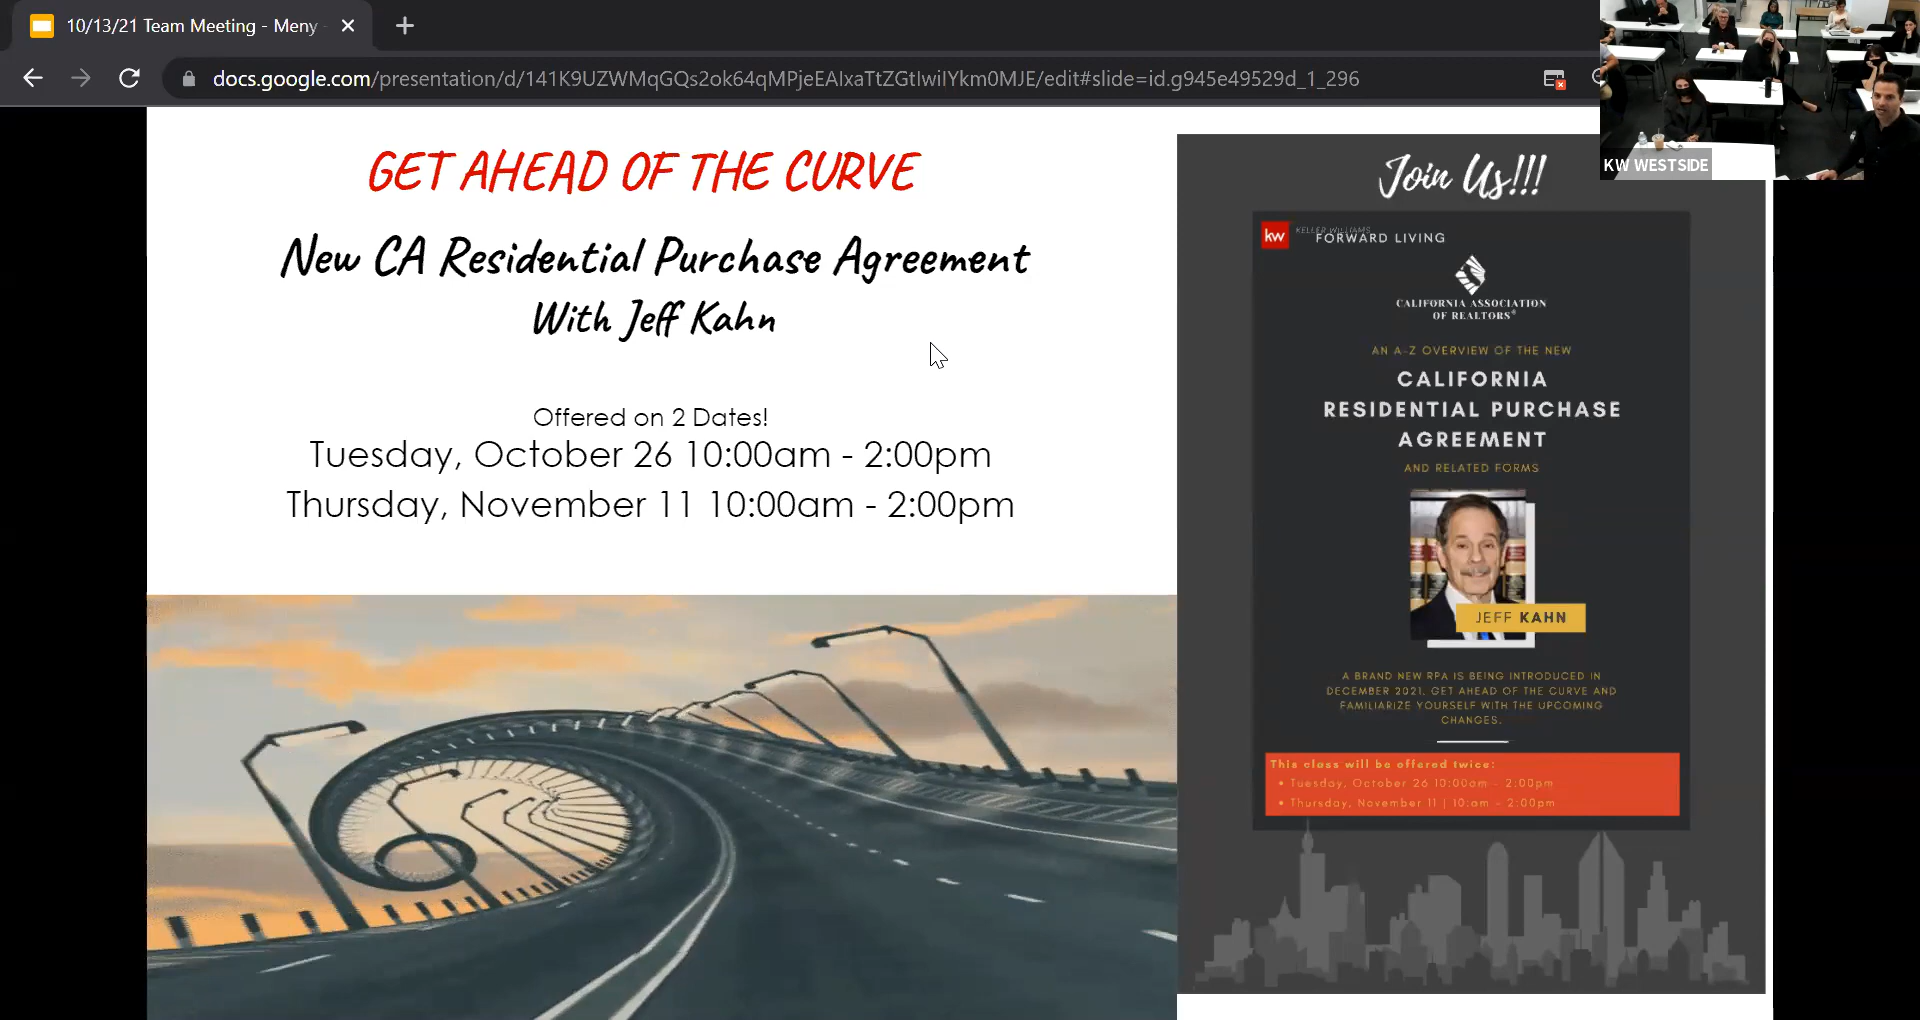 10/13/21 Team Meeting - Meny
docs.google.com/presentation/d/141K9UZWMqGQs2ok64qMPjeEAIxaTtZGtIwiIYkm0MJE/edit#slide=id.g945e49529d_1_296
KW WESTSIDE
GET AHEAD OF THE CURVE
New CA Residential Purchase Agreement
With Jeff Kahn
Offered on 2 Dates!
Tuesday, October 26 10:00am - 2:00pm
Thursday, November 11 10:00am - 2:00pm
Join Us!!!
kw KELLER WILLIAMS
FORWARD LIVING
CALIFORNIA ASSOCIATION
OF REALTORS®
AN A-Z OVERVIEW OF THE NEW
CALIFORNIA
RESIDENTIAL PURCHASE
AGREEMENT
AND RELATED FORMS
JEFF KAHN
A BRAND NEW RPA IS BEING INTRODUCED IN
DECEMBER 2021. GET AHEAD OF THE CURVE AND
FAMILIARIZE YOURSELF WITH THE UPCOMING
CHANGES.
This class will be offered twice:
• Tuesday, October 26 10:00am - 2:00pm
• Thursday, November 11 | 10:am - 2:00pm